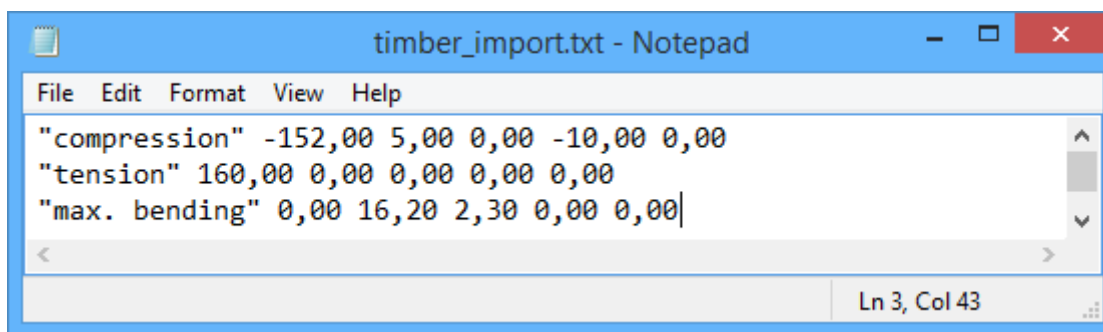 timber_import.txt - Notepad
File Edit Format View Help
"compression" -152,00 5,00 0,00 -10,00 0,00
"tension" 160,00 0,00 0,00 0,00 0,00
"max. bending" 0,00 16,20 2,30 0,00 0,00
Ln 3, Col 43